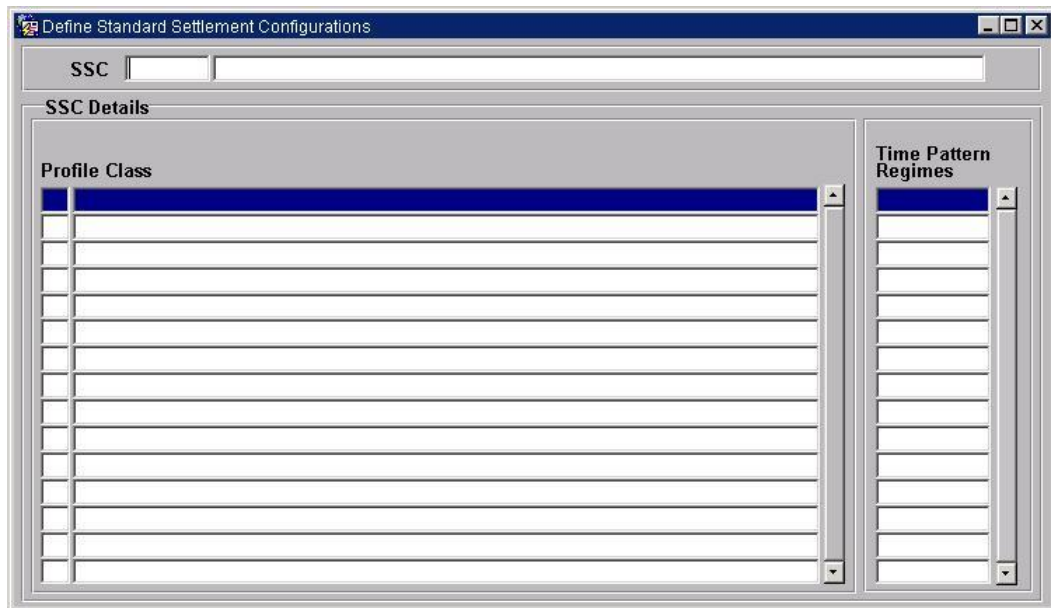 Define Standard Settlement Configurations
SSC
SSC Details
Profile Class
Time Pattern
Regimes